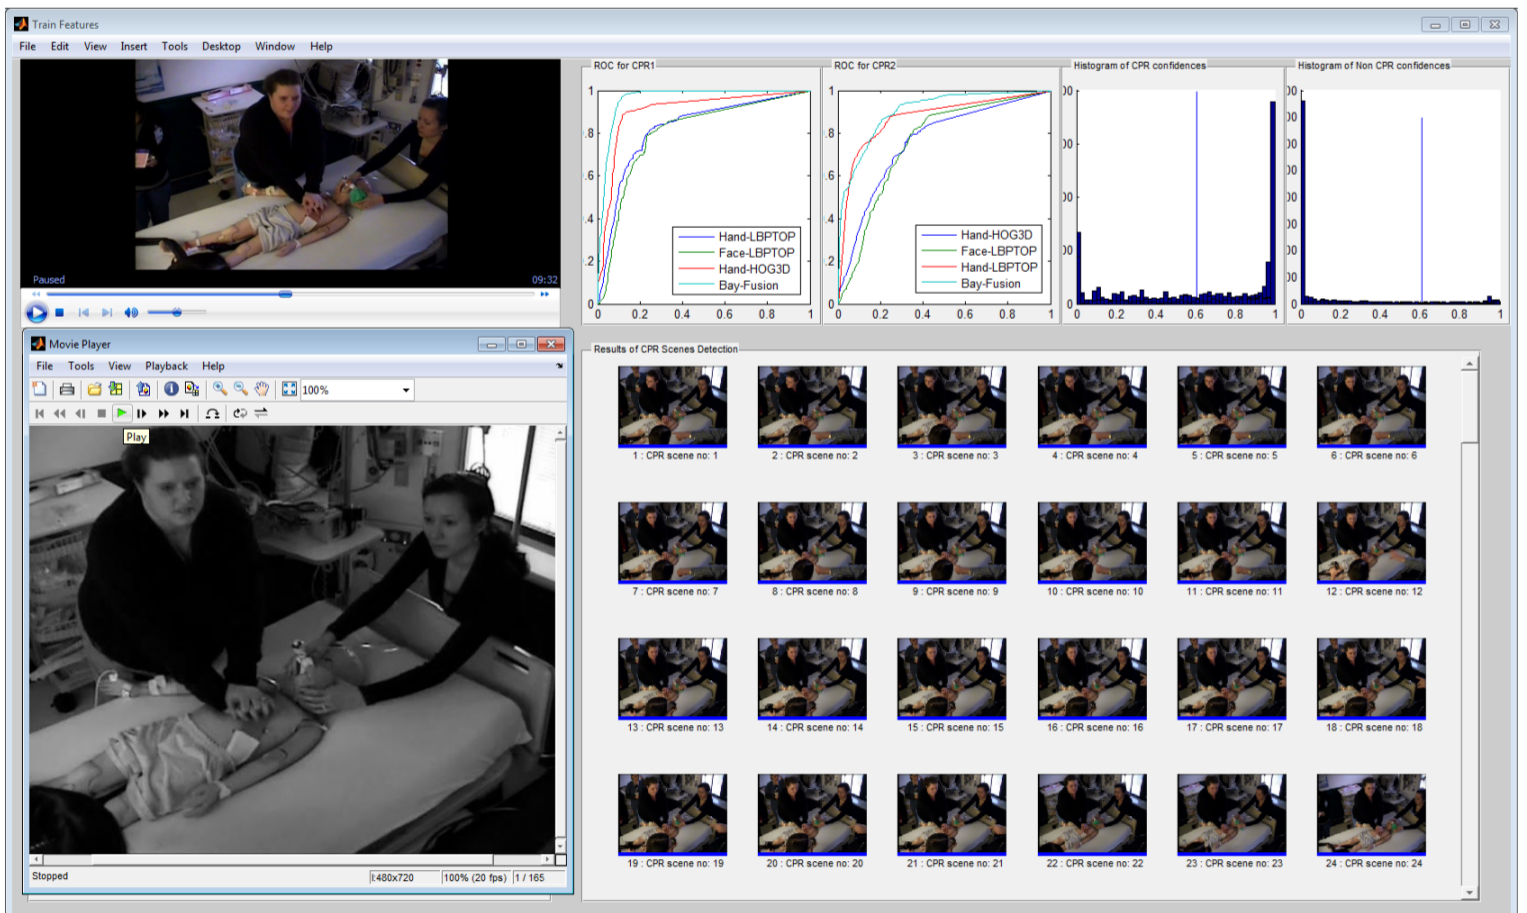 Train Features
File Edit View Insert Tools Desktop Window Help
Paused
09:32
ROC for CPR1
1
.8
.6
.4
.2
0
0 0.2 0.4 0.6 0.8 1
Hand-LBPTOP
Face-LBPTOP
Hand-HOG3D
Bay-Fusion
ROC for CPR2
1
.8
.6
.4
.2
0
0 0.2 0.4 0.6 0.8 1
Hand-HOG3D
Face-LBPTOP
Hand-LBPTOP
Bay-Fusion
Histogram of CPR confidences
00
00
00
00
0
0 0.2 0.4 0.6 0.8 1
Histogram of Non CPR confidences
00
00
00
00
0
0 0.2 0.4 0.6 0.8 1
Movie Player
File Tools View Playback Help
100%
Play
Stopped
I:480x720 100% (20 fps) 1 / 165
Results of CPR Scenes Detection
1 : CPR scene no: 1 2 : CPR scene no: 2 3 : CPR scene no: 3 4 : CPR scene no: 4 5 : CPR scene no: 5 6 : CPR scene no: 6
7 : CPR scene no: 7 8 : CPR scene no: 8 9 : CPR scene no: 9 10 : CPR scene no: 10 11 : CPR scene no: 11 12 : CPR scene no: 12
13 : CPR scene no: 13 14 : CPR scene no: 14 15 : CPR scene no: 15 16 : CPR scene no: 16 17 : CPR scene no: 17 18 : CPR scene no: 18
19 : CPR scene no: 19 20 : CPR scene no: 20 21 : CPR scene no: 21 22 : CPR scene no: 22 23 : CPR scene no: 23 24 : CPR scene no: 24